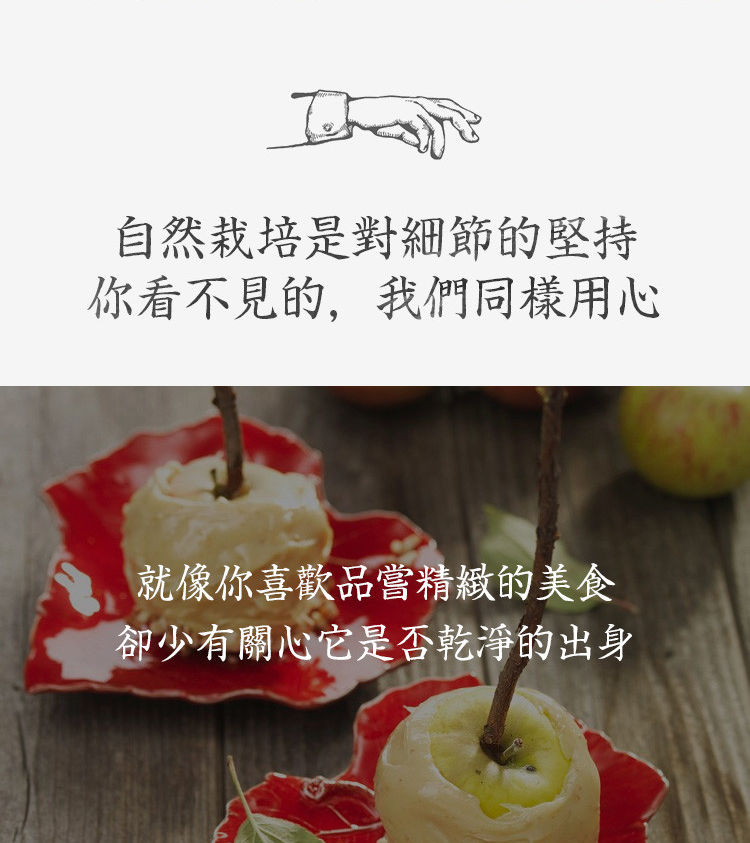 自然栽培是對細節的堅持
你看不見的，我們同樣用心
就像你喜歡品嘗精緻的美食
卻少有關心它是否乾淨的出身